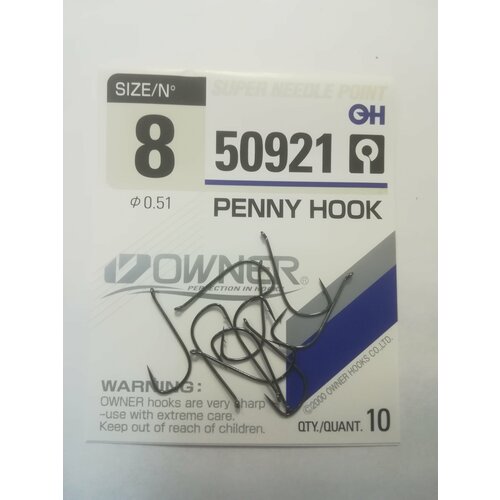 SIZE/N°
SUPER NEEDLE POINT
8
OH
50921
φ0.51
PENNY HOOK
OWNER®
PERFECTION IN HOOKS
WARNING:
OWNER hooks are very sharp
–use with extreme care.
Keep out of reach of children.
©2000 OWNER HOOKS CO.,LTD.
QTY./QUANT. 10